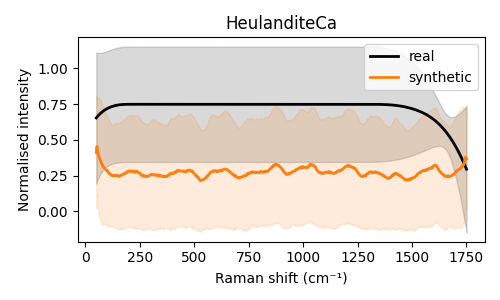 HeulanditeCa
real
synthetic
Normalised intensity
1.00
0.75
0.50
0.25
0.00
0 250 500 750 1000 1250 1500 1750
Raman shift (cm⁻¹)